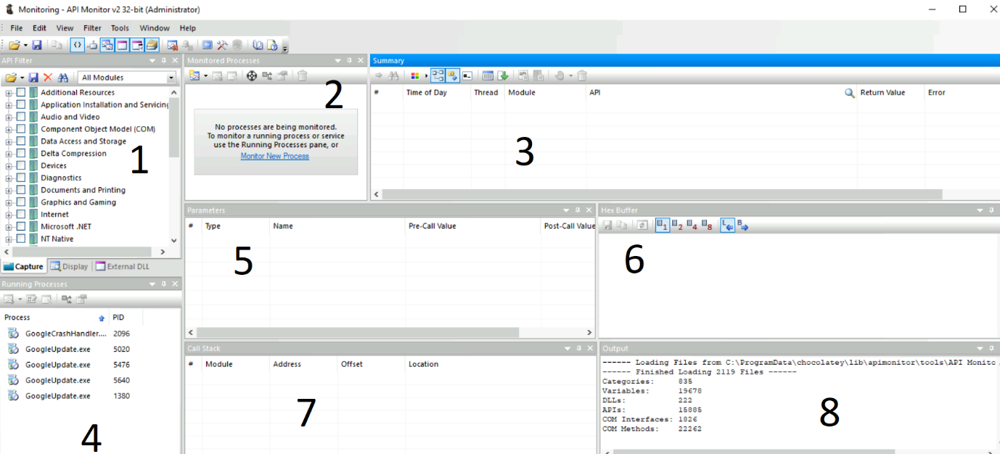 Monitoring - API Monitor v2 32-bit (Administrator)
File Edit View Filter Tools Window Help
API Filter
All Modules
Additional Resources
Application Installation and Servicing
Audio and Video
Component Object Model (COM)
Data Access and Storage
Delta Compression
Devices
Diagnostics
Documents and Printing
Graphics and Gaming
Internet
Microsoft .NET
NT Native
1
Capture Display External DLL
Monitored Processes
2
No processes are being monitored.
To monitor a running process or service
use the Running Processes pane, or
Monitor New Process
Summary
# Time of Day Thread Module API Return Value Error
3
Running Processes
Process PID
GoogleCrashHandler.... 2096
GoogleUpdate.exe 5020
GoogleUpdate.exe 5476
GoogleUpdate.exe 5640
GoogleUpdate.exe 1380
4
Parameters
# Type Name Pre-Call Value Post-Call Value
5
Hex Buffer
1 2 4 8 L B
6
Call Stack
# Module Address Offset Location
7
Output
------ Loading Files from C:\ProgramData\chocolatey\lib\apimonitor\tools\API Monito
------ Finished Loading 2119 Files ------
Categories: 835
Variables: 19678
DLLs: 222
APIs: 15885
COM Interfaces: 1826
COM Methods: 22262
8